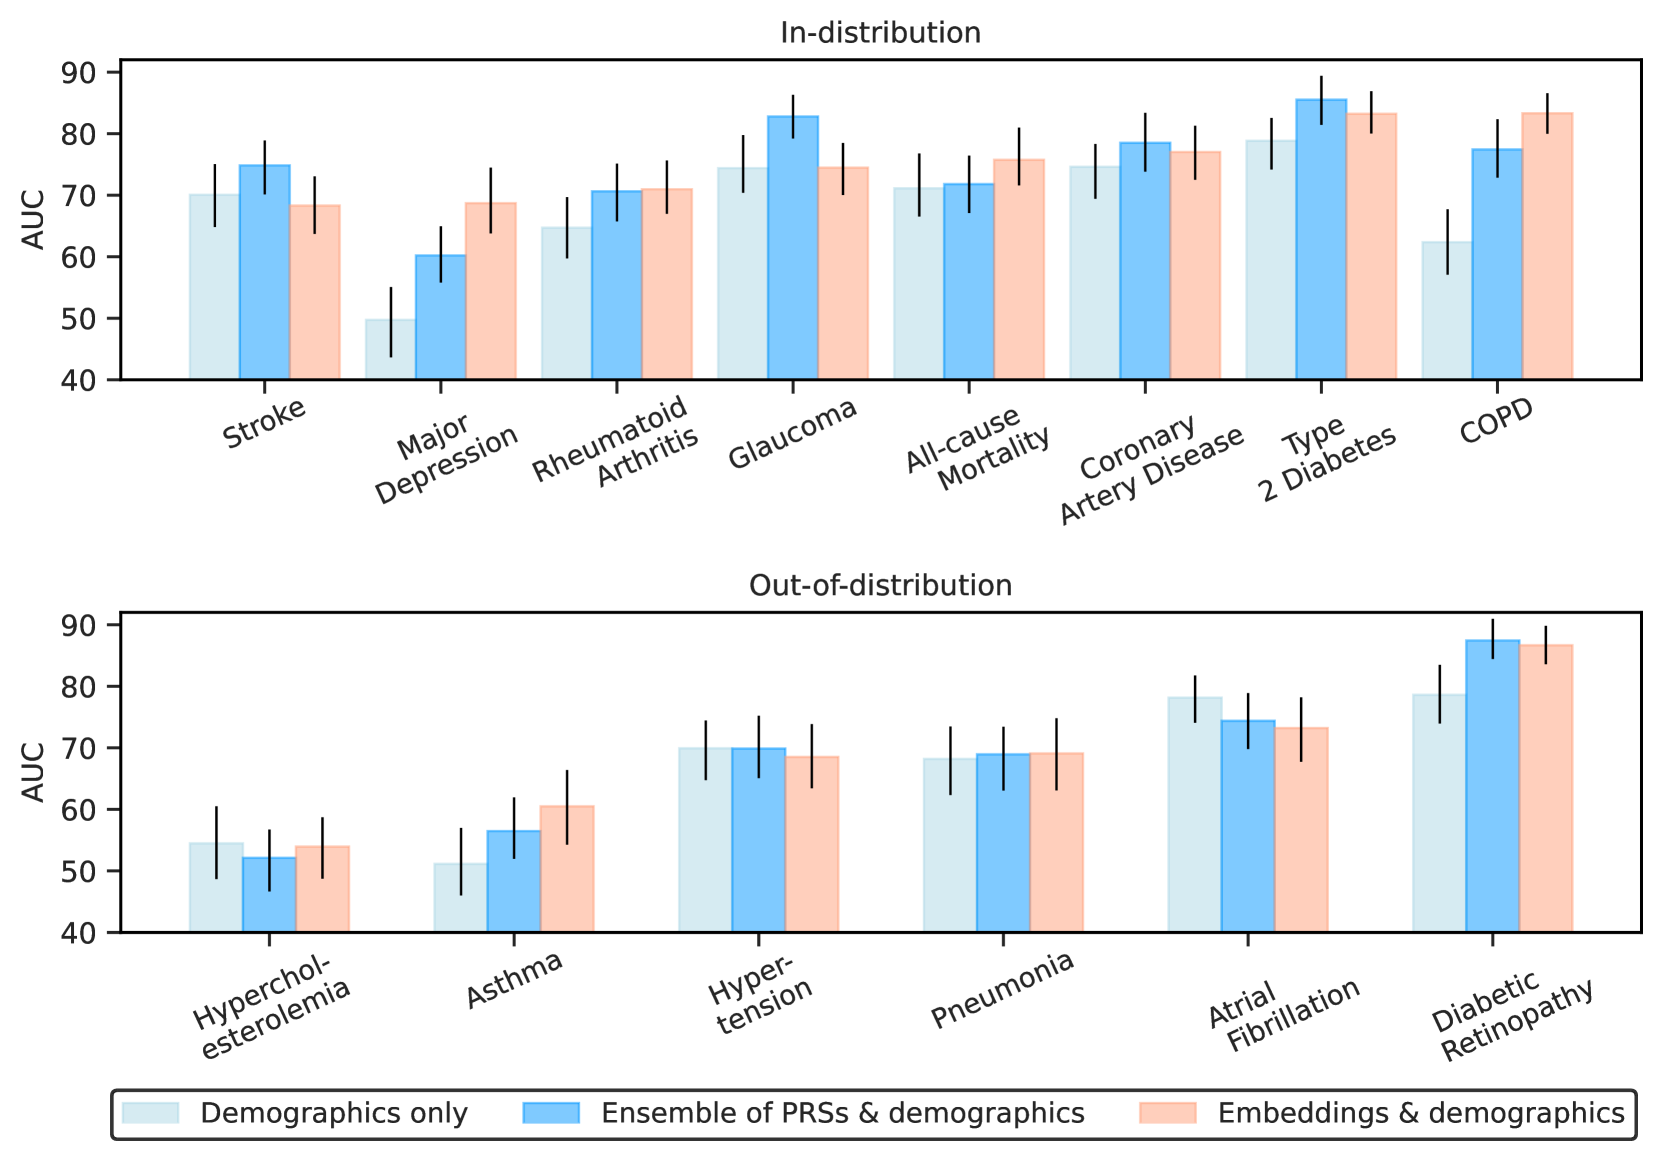 In-distribution
AUC
90
80
70
60
50
40
Stroke
Major
Depression
Rheumatoid
Arthritis
Glaucoma
All-cause
Mortality
Coronary
Artery Disease
Type
2 Diabetes
COPD
Out-of-distribution
AUC
90
80
70
60
50
40
Hyperchol-
esterolemia
Asthma
Hyper-
tension
Pneumonia
Atrial
Fibrillation
Diabetic
Retinopathy
Demographics only
Ensemble of PRSs & demographics
Embeddings & demographics